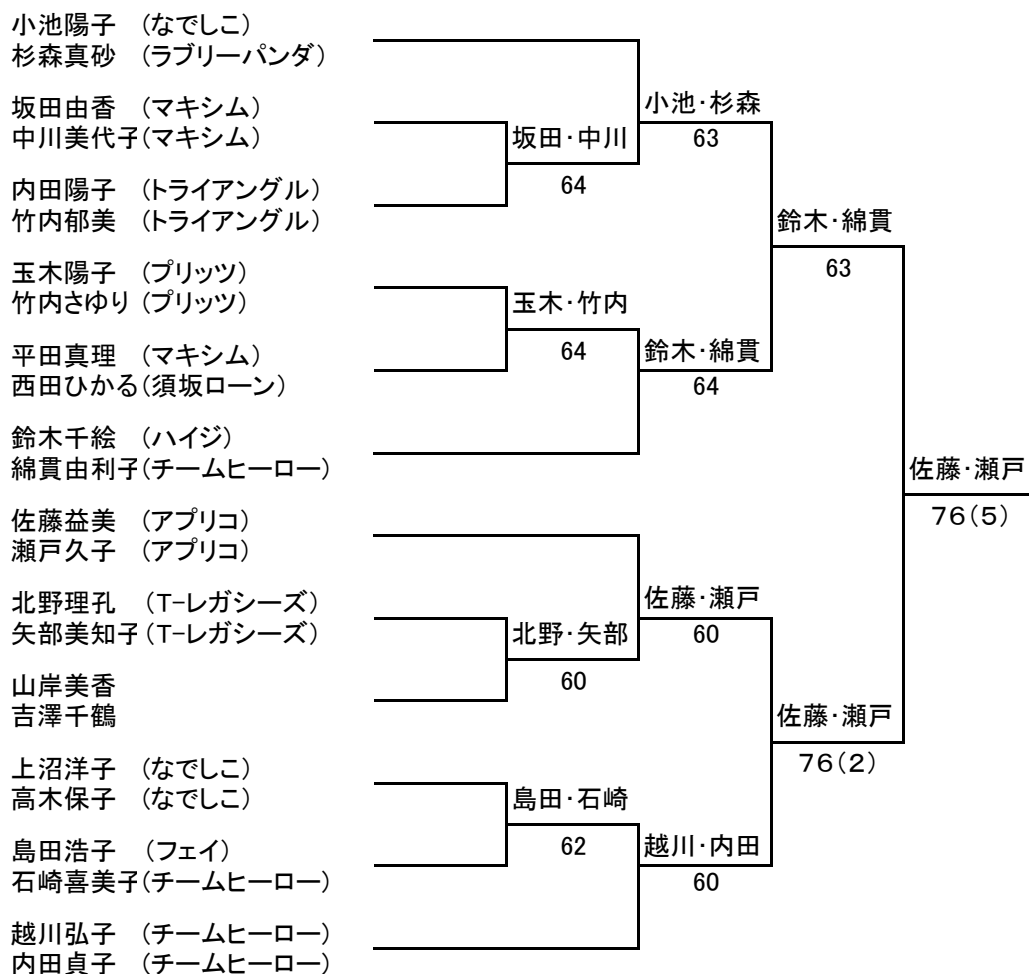 小池陽子 (なでしこ)
杉森真砂 (ラブリーパンダ)
坂田由香 (マキシム)
中川美代子(マキシム)
内田陽子 (トライアングル)
竹内郁美 (トライアングル)
玉木陽子 (プリッツ)
竹内さゆり (プリッツ)
平田真理 (マキシム)
西田ひかる(須坂ローン)
鈴木千絵 (ハイジ)
綿貫由利子(チームヒーロー)
佐藤益美 (アプリコ)
瀬戸久子 (アプリコ)
北野理孔 (T-レガシーズ)
矢部美知子(T-レガシーズ)
山岸美香
吉澤千鶴
上沼洋子 (なでしこ)
高木保子 (なでしこ)
島田浩子 (フェイ)
石崎喜美子(チームヒーロー)
越川弘子 (チームヒーロー)
内田貞子 (チームヒーロー)
坂田・中川
64
玉木・竹内
64
北野・矢部
60
島田・石崎
62
小池・杉森
63
鈴木・綿貫
64
佐藤・瀬戸
60
越川・内田
60
鈴木・綿貫
63
佐藤・瀬戸
76(2)
佐藤・瀬戸
76(5)